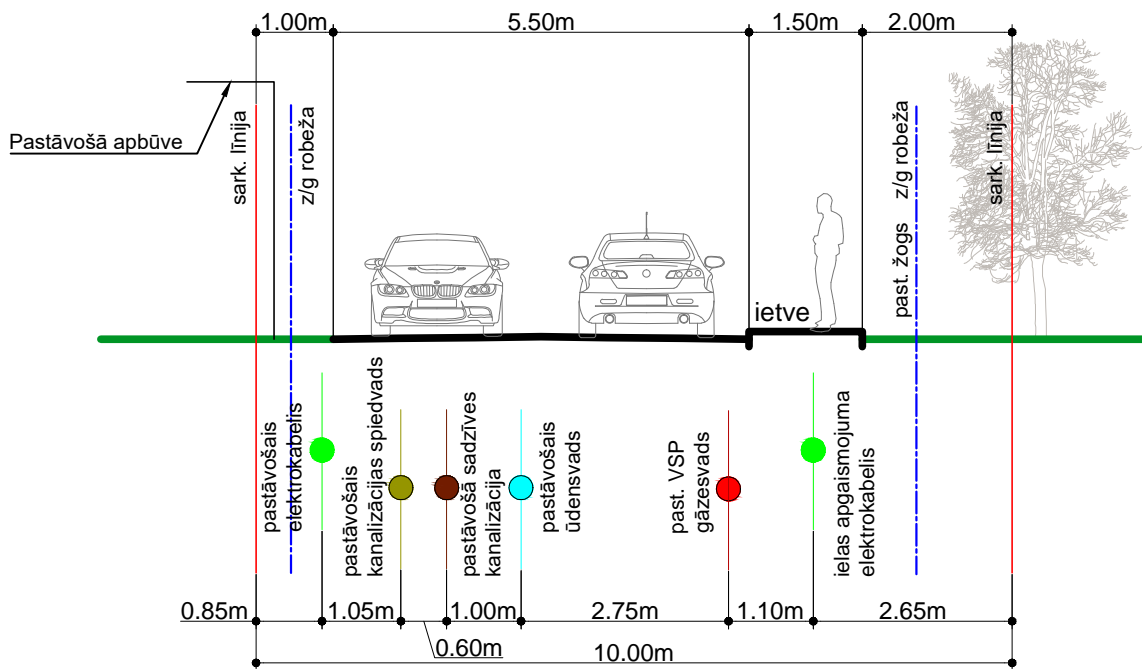 1.00m 5.50m 1.50m 2.00m
Pastāvošā apbūve
sark. līnija
z/g robeža
past. žogs z/g robeža
sark. līnija
ietve
pastāvošais
elektrokabelis
pastāvošais
kanalizācijas spiedvads
pastāvošā sadzīves
kanalizācija
pastāvošais
ūdensvads
past. VSP
gāzesvads
ielas apgaismojuma
elektrokabelis
0.85m 1.05m 1.00m 2.75m 1.10m 2.65m
0.60m
10.00m